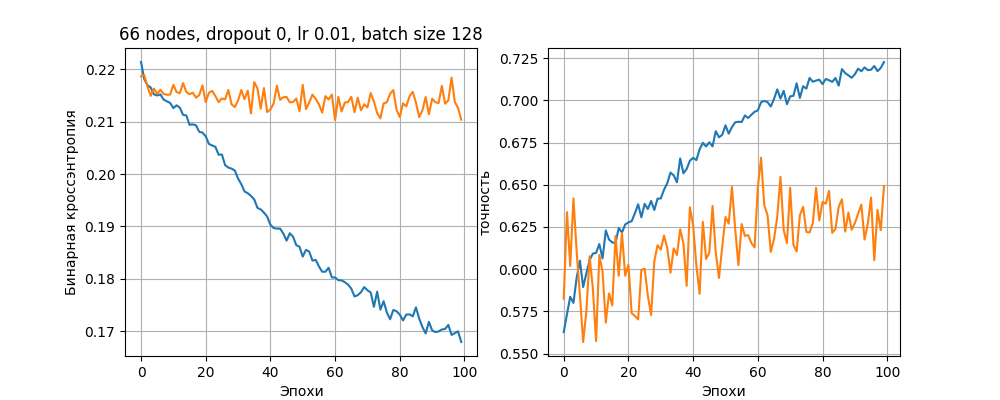 66 nodes, dropout 0, lr 0.01, batch size 128
Бинарная кроссэнтропия
0.22
0.21
0.20
0.19
0.18
0.17
0 20 40 60 80 100
Эпохи
точность
0.725
0.700
0.675
0.650
0.625
0.600
0.575
0.550
0 20 40 60 80 100
Эпохи